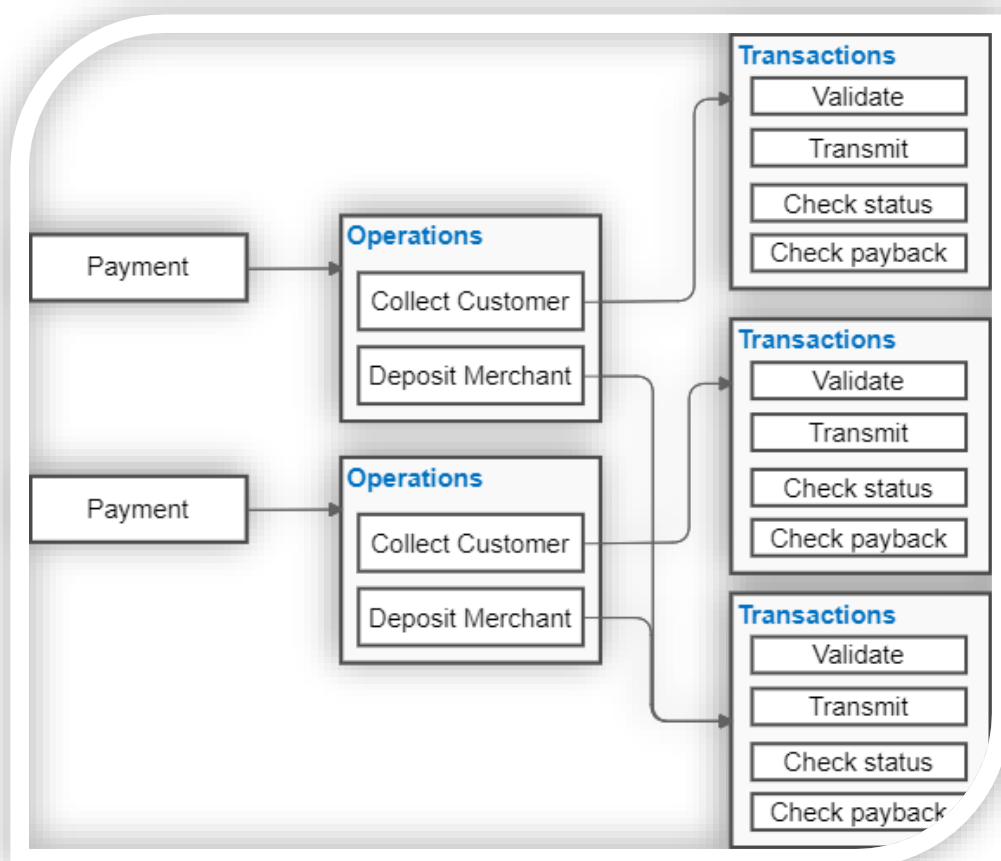 Payment
Payment
Operations
Collect Customer
Deposit Merchant
Operations
Collect Customer
Deposit Merchant
Transactions
Validate
Transmit
Check status
Check payback
Transactions
Validate
Transmit
Check status
Check payback
Transactions
Validate
Transmit
Check status
Check payback